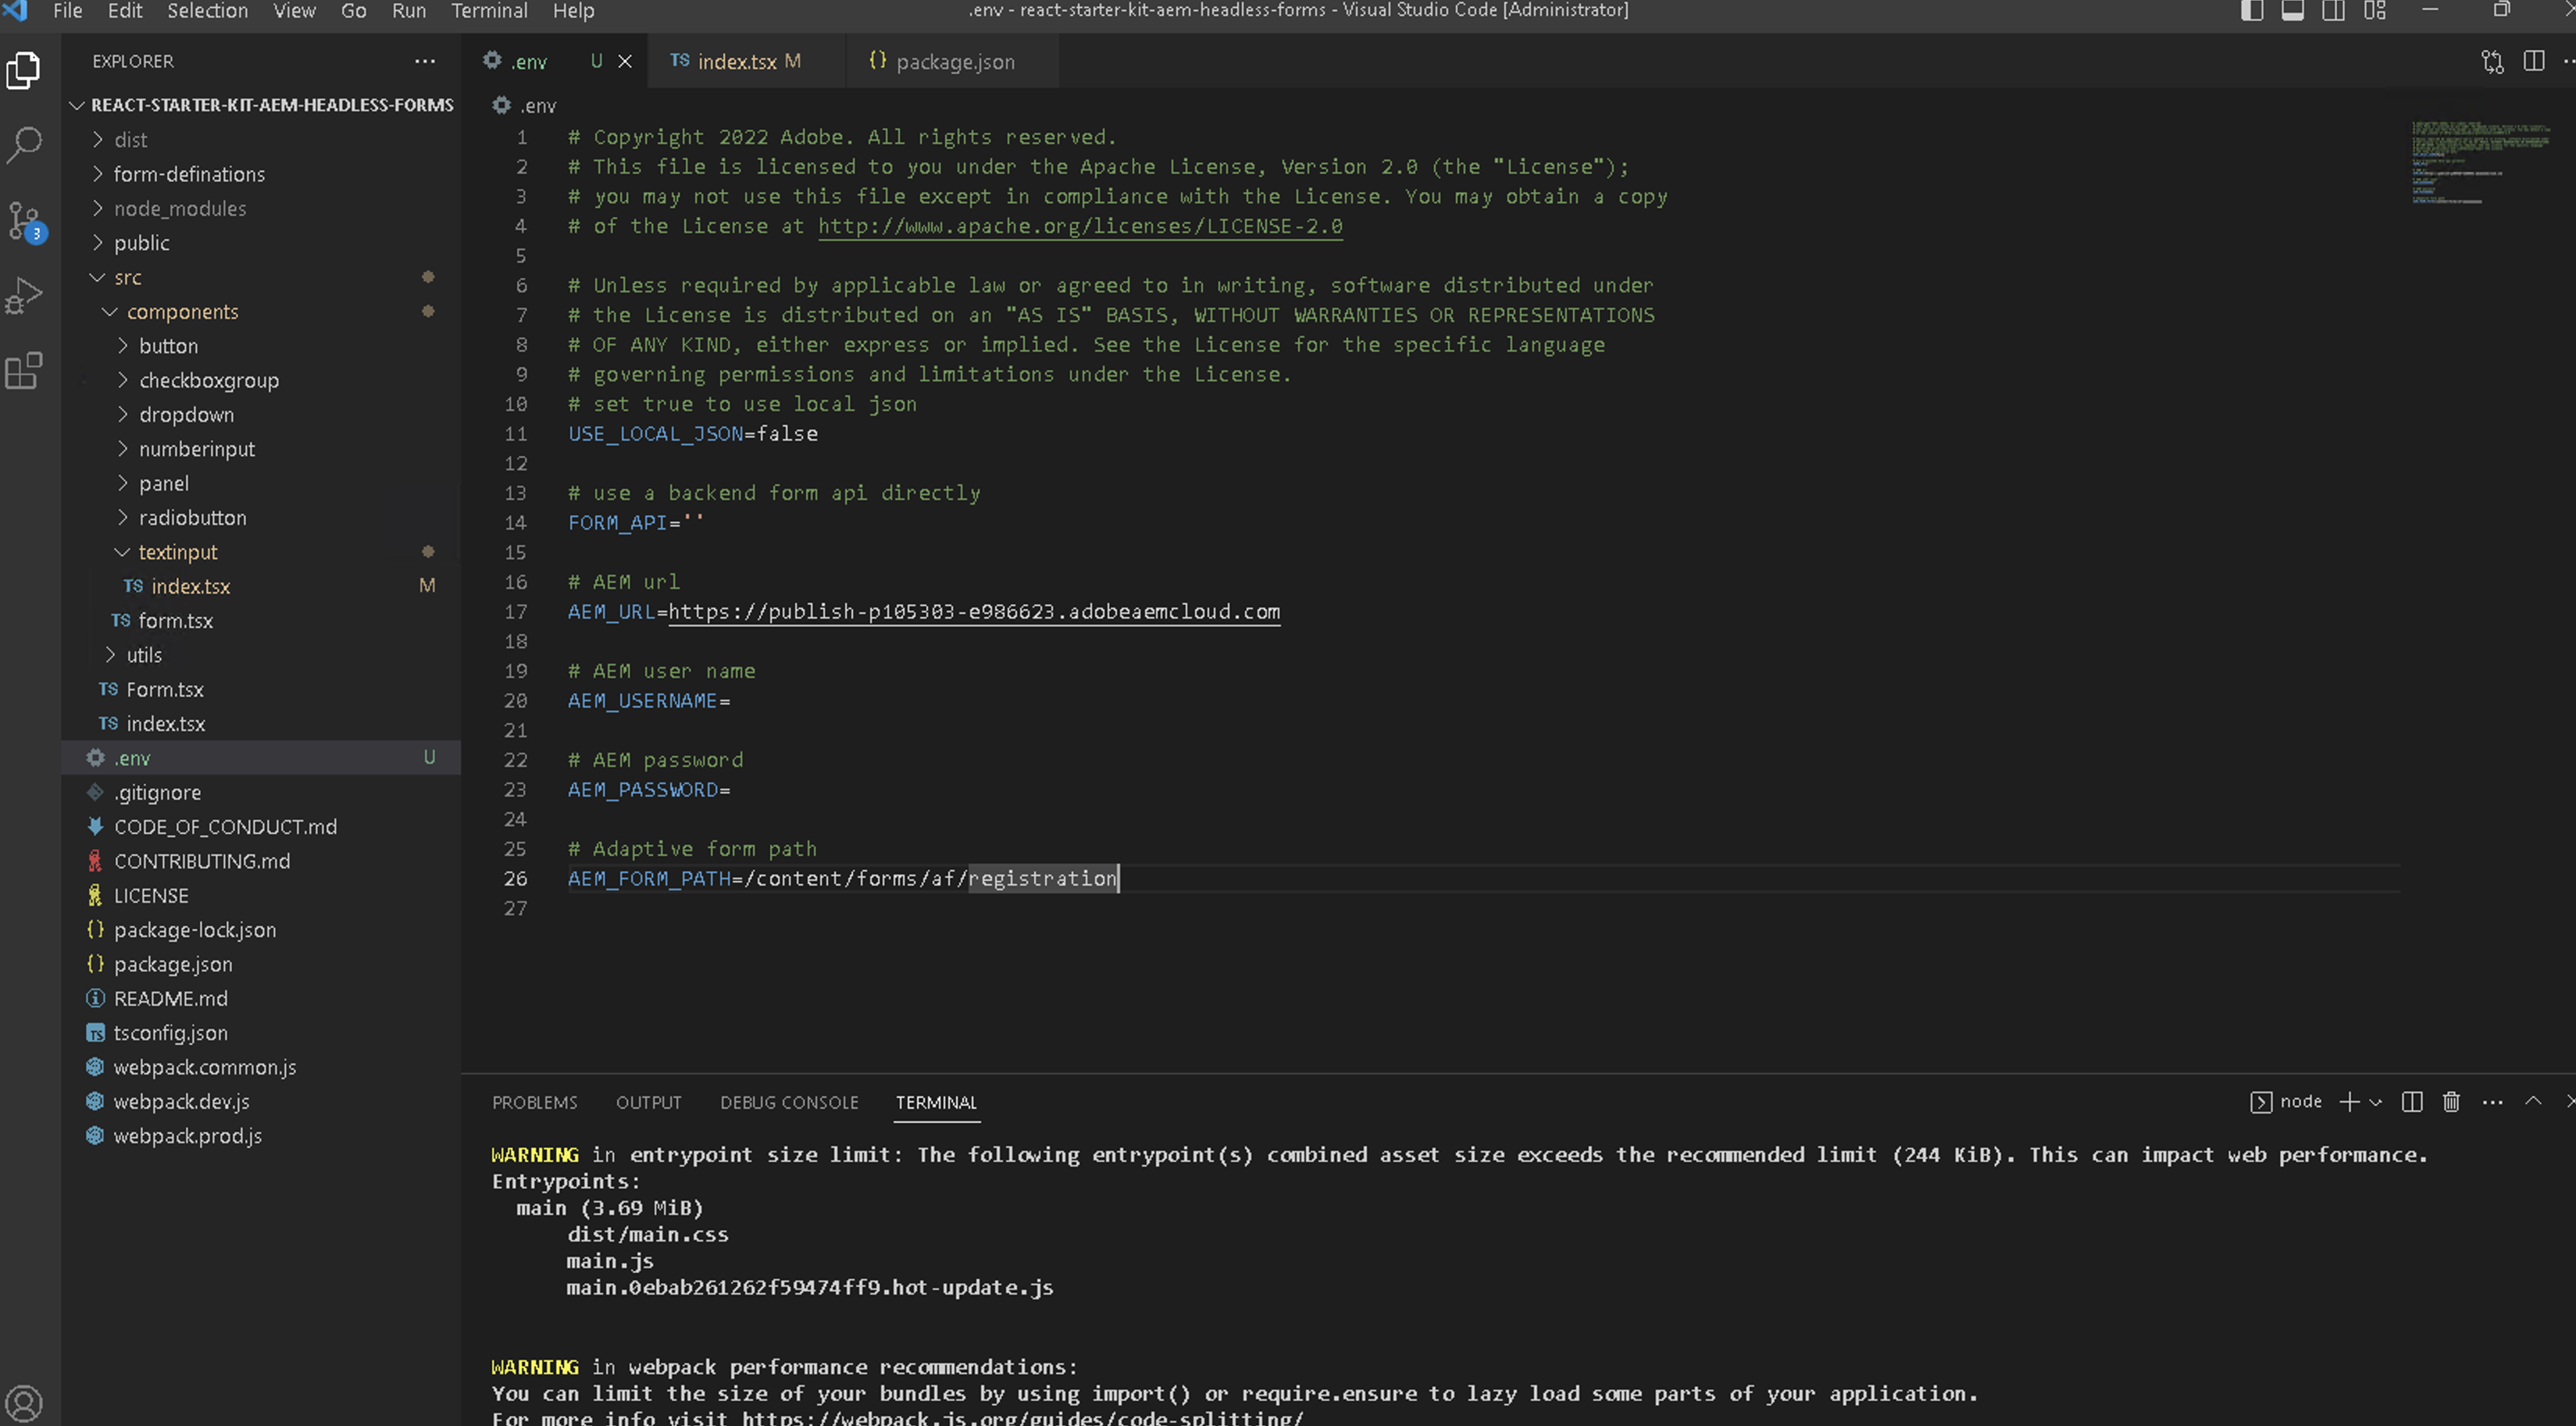 File Edit Selection View Go Run Terminal Help
.env - react-starter-kit-aem-headless-forms - Visual Studio Code [Administrator]
EXPLORER
REACT-STARTER-KIT-AEM-HEADLESS-FORMS
dist
form-definations
node_modules
public
src
components
button
checkboxgroup
dropdown
numberinput
panel
radiobutton
textinput
TS index.tsx M
TS form.tsx
utils
TS Form.tsx
TS index.tsx
.env U
.gitignore
CODE_OF_CONDUCT.md
CONTRIBUTING.md
LICENSE
{} package-lock.json
{} package.json
README.md
TS tsconfig.json
webpack.common.js
webpack.dev.js
webpack.prod.js
3
.env U
TS index.tsx M
{} package.json
.env
1 # Copyright 2022 Adobe. All rights reserved.
2 # This file is licensed to you under the Apache License, Version 2.0 (the "License");
3 # you may not use this file except in compliance with the License. You may obtain a copy
4 # of the License at http://www.apache.org/licenses/LICENSE-2.0
5
6 # Unless required by applicable law or agreed to in writing, software distributed under
7 # the License is distributed on an "AS IS" BASIS, WITHOUT WARRANTIES OR REPRESENTATIONS
8 # OF ANY KIND, either express or implied. See the License for the specific language
9 # governing permissions and limitations under the License.
10 # set true to use local json
11 USE_LOCAL_JSON=false
12
13 # use a backend form api directly
14 FORM_API=''
15
16 # AEM url
17 AEM_URL=https://publish-p105303-e986623.adobeaemcloud.com
18
19 # AEM user name
20 AEM_USERNAME=
21
22 # AEM password
23 AEM_PASSWORD=
24
25 # Adaptive form path
26 AEM_FORM_PATH=/content/forms/af/registration
27
PROBLEMS OUTPUT DEBUG CONSOLE TERMINAL
node
WARNING in entrypoint size limit: The following entrypoint(s) combined asset size exceeds the recommended limit (244 KiB). This can impact web performance.
Entrypoints:
main (3.69 MiB)
dist/main.css
main.js
main.0ebab261262f59474ff9.hot-update.js
WARNING in webpack performance recommendations:
You can limit the size of your bundles by using import() or require.ensure to lazy load some parts of your application.
For more info visit https://webpack.js.org/guides/code-splitting/